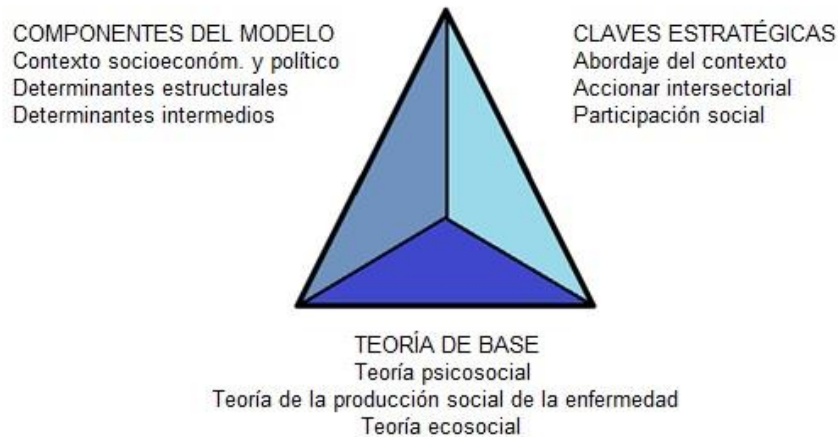 COMPONENTES DEL MODELO
Contexto socioeconóm. y político
Determinantes estructurales
Determinantes intermedios
CLAVES ESTRATÉGICAS
Abordaje del contexto
Accionar intersectorial
Participación social
TEORÍA DE BASE
Teoría psicosocial
Teoría de la producción social de la enfermedad
Teoría ecosocial